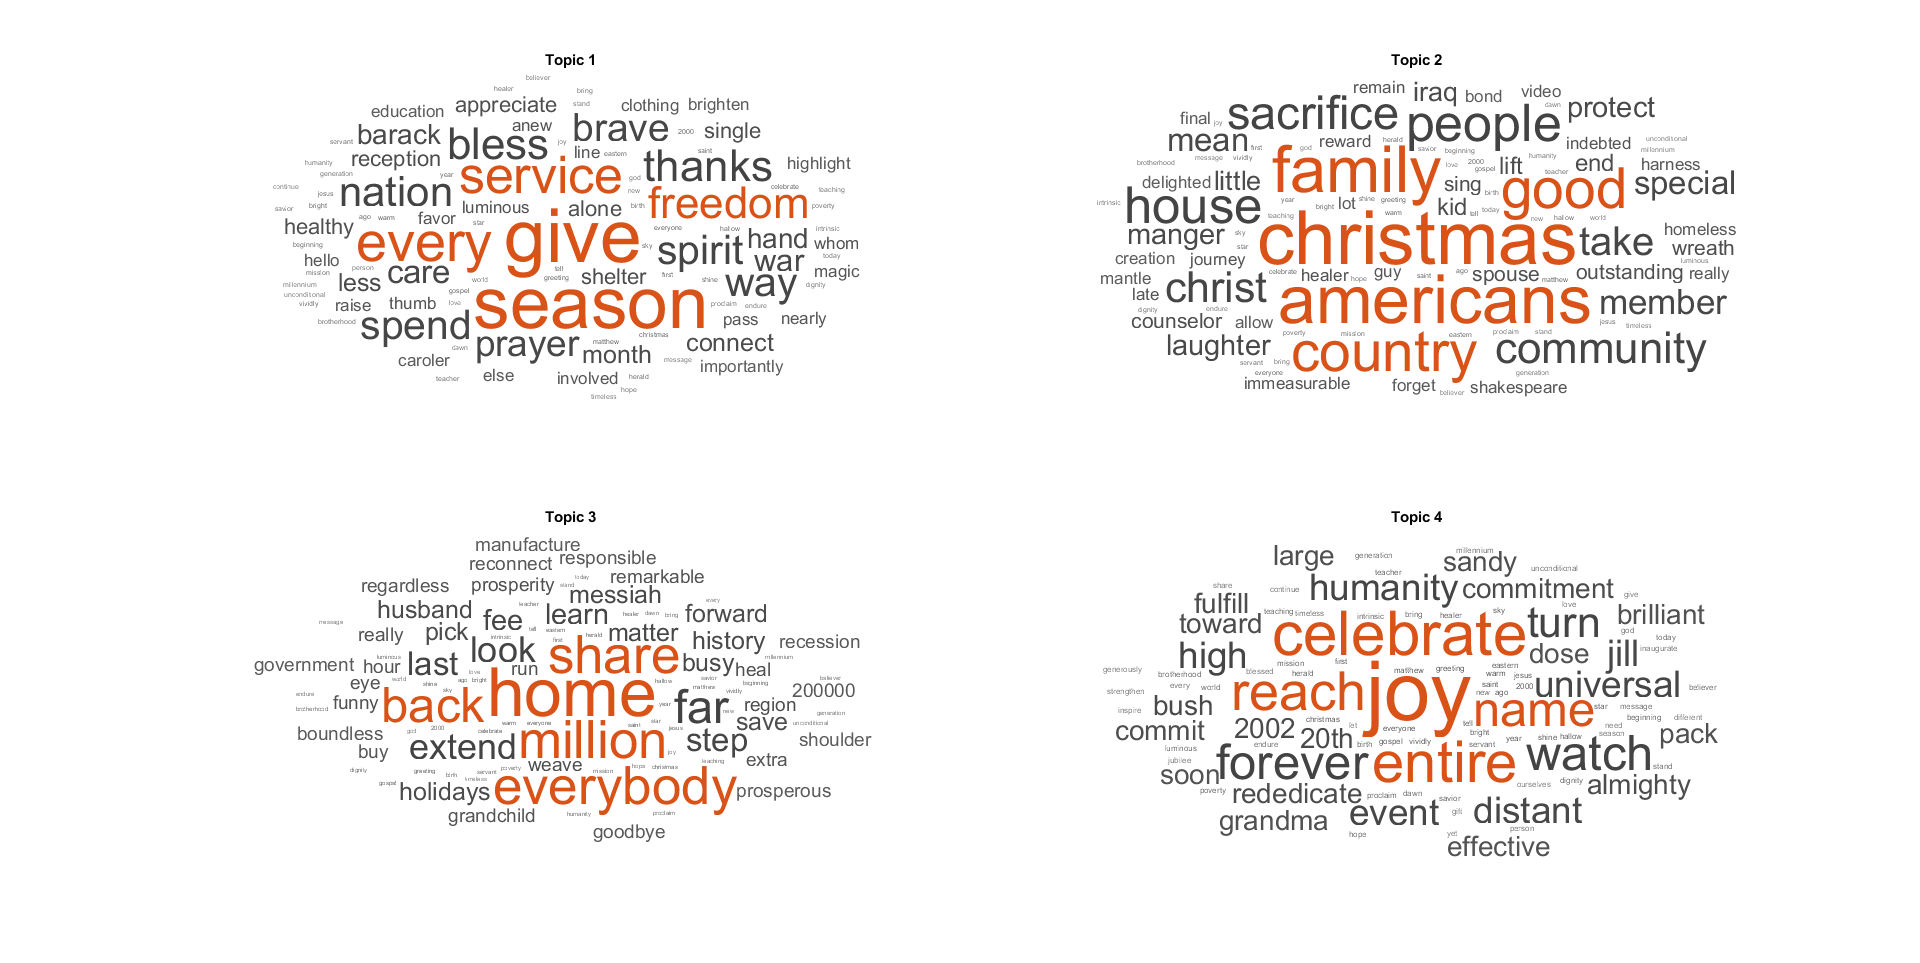 Topic 1
believer
healer bring
education appreciate stand clothing brighten
barack bless anew brave 2000 single
servant joy
reception line eastern saint thanks highlight
humanity year service god
generation nation celebrate teaching
continue jesus new freedom
savior bright luminous alone birth poverty
healthy ago warm favor star everyone hallow intrinsic
beginning every give sky spirit hand whom
hello today
mission person care world tell shelter first war magic
millennium less greeting shine way dignity
unconditional gospel
vividly raise thumb love season proclaim endure
brotherhood spend pass nearly
dawn prayer matthew month christmas connect
caroler message importantly
teacher else involved herald
hope
timeless
Topic 2
remain iraq bond video
final joy sacrifice people dawn protect
mean first god reward herald savior beginning indebted unconditional
millennium
brotherhood message vividly family love 2000 gospel lift humanity end harness
delighted little sing birth teacher good special
intrinsic house year bright lot shine greeting kid tell today
teaching warm new hallow world
manger sky christmas take homeless
star wreath
creation journey luminous
mantle celebrate healer hope guy saint ago spouse matthew outstanding really
late christ americans member
dignity endure
counselor allow jesus timeless
poverty mission eastern proclaim stand
laughter country community
servant bring
everyone generation
immeasurable forget believer shakespeare
Topic 3
manufacture
reconnect responsible
regardless prosperity today stand remarkable
messiah
husband fee teacher learn healer dawn bring every forward
message really pick intrinsic tell eastern first herald matter history recession
government luminous hour last look run share busy heal millennium
world love savior
eye shine sky ago bright home hallow matthew vividly beginning 200000 believer
endure funny back year far region
brotherhood new generation
boundless god 2000 warm everyone saint star save unconditional
celebrate million jesus step shoulder
buy extend joy
weave teaching extra
dignity greeting birth servant poverty mission hope christmas
gospel holidays timeless everybody prosperous
grandchild humanity proclaim
goodbye
Topic 4
large generation millennium sandy
teacher unconditional
share continue humanity commitment give
fulfill love brilliant
toward teaching timeless intrinsic bring healer sky turn god
celebrate today
high dose jill inaugurate
generously blessed mission first matthew greeting eastern
brotherhood herald warm jesus
strengthen every world reach joy saint 2000 universal believer
inspire bush new ago name star message
commit 2002 christmas let tell beginning different pack
everyone bright need
luminous 20th birth gospel vividly servant year shine hallow season
jubilee forever endure entire watch stand
soon
poverty rededicate dignity almighty
proclaim dawn savior ourselves
grandma event gift distant
hope yet person
effective